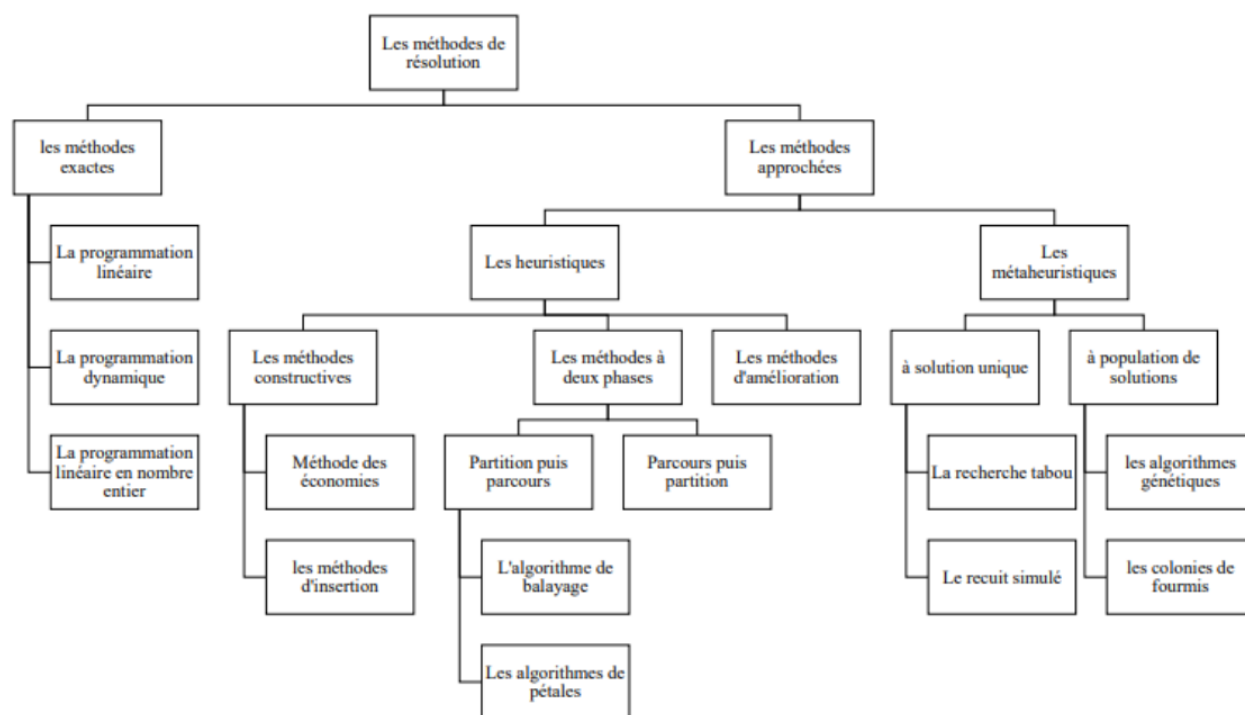 Les méthodes de
résolution
les méthodes
exactes
Les méthodes
approchées
La programmation
linéaire
Les heuristiques
Les
métaheuristiques
La programmation
dynamique
Les méthodes
constructives
Les méthodes à
deux phases
Les méthodes
d'amélioration
à solution unique
à population de
solutions
La programmation
linéaire en nombre
entier
Méthode des
économies
Partition puis
parcours
Parcours puis
partition
La recherche tabou
les algorithmes
génétiques
les méthodes
d'insertion
L'algorithme de
balayage
Le recuit simulé
les colonies de
fourmis
Les algorithmes de
pétales